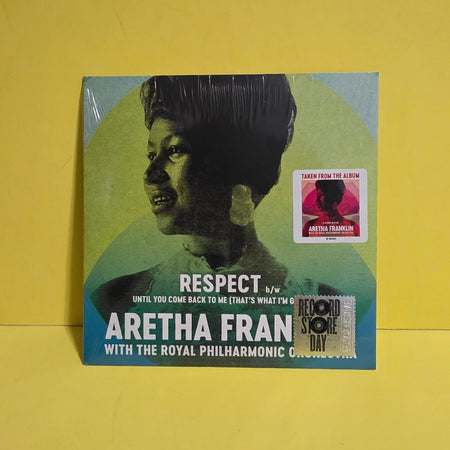 TAKEN FROM THE ALBUM
ARETHA FRANKLIN
RESPECT b/w
UNTIL YOU COME BACK TO ME (THAT'S WHAT I'M G
ARETHA FRAN
WITH THE ROYAL PHILHARMONIC ORCHESTRA
RECORD
STORE
DAY